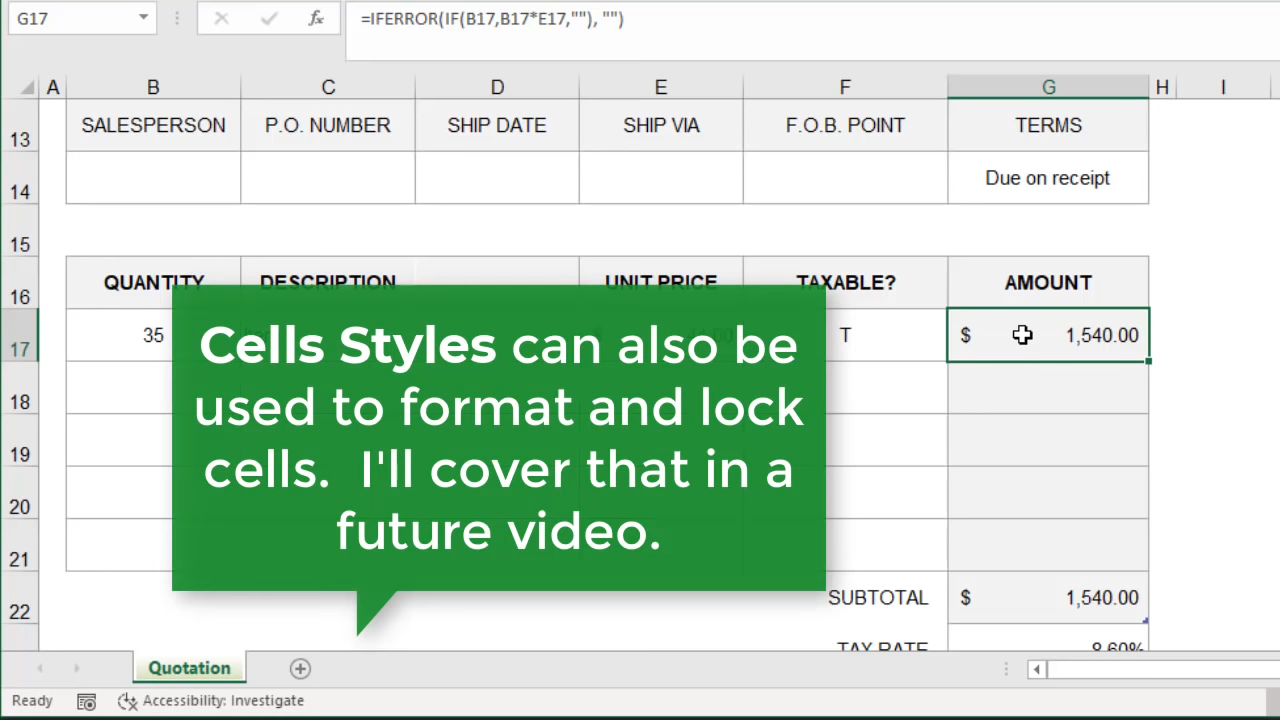 G17 =IFERROR(IF(B17,B17*E17,""), "")
A B C D E F G H I
13 SALESPERSON P.O. NUMBER SHIP DATE SHIP VIA F.O.B. POINT TERMS
14 Due on receipt
15
16 QUANTITY DESCRIPTION UNIT PRICE TAXABLE? AMOUNT
17 35 T $ 1,540.00
18
19
20
21
22 SUBTOTAL $ 1,540.00
TAX RATE 8.60%
Cells Styles can also be
used to format and lock
cells. I'll cover that in a
future video.
Quotation
Ready Accessibility: Investigate